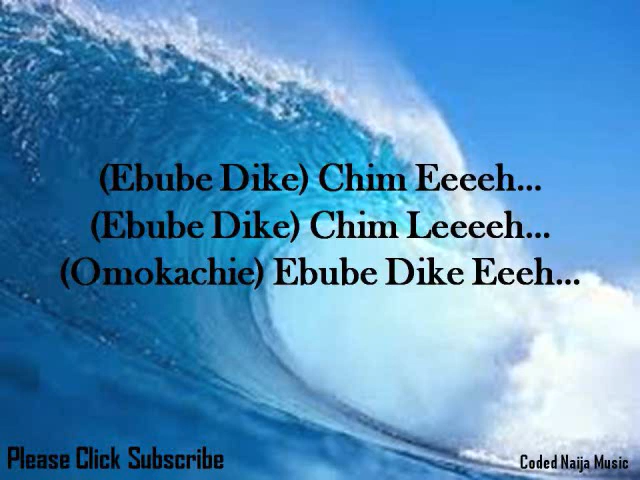 (Ebube Dike) Chim Eeeeh...
(Ebube Dike) Chim Leeeeh...
(Omokachie) Ebube Dike Eeeh...
Please Click Subscribe
Coded Naija Music